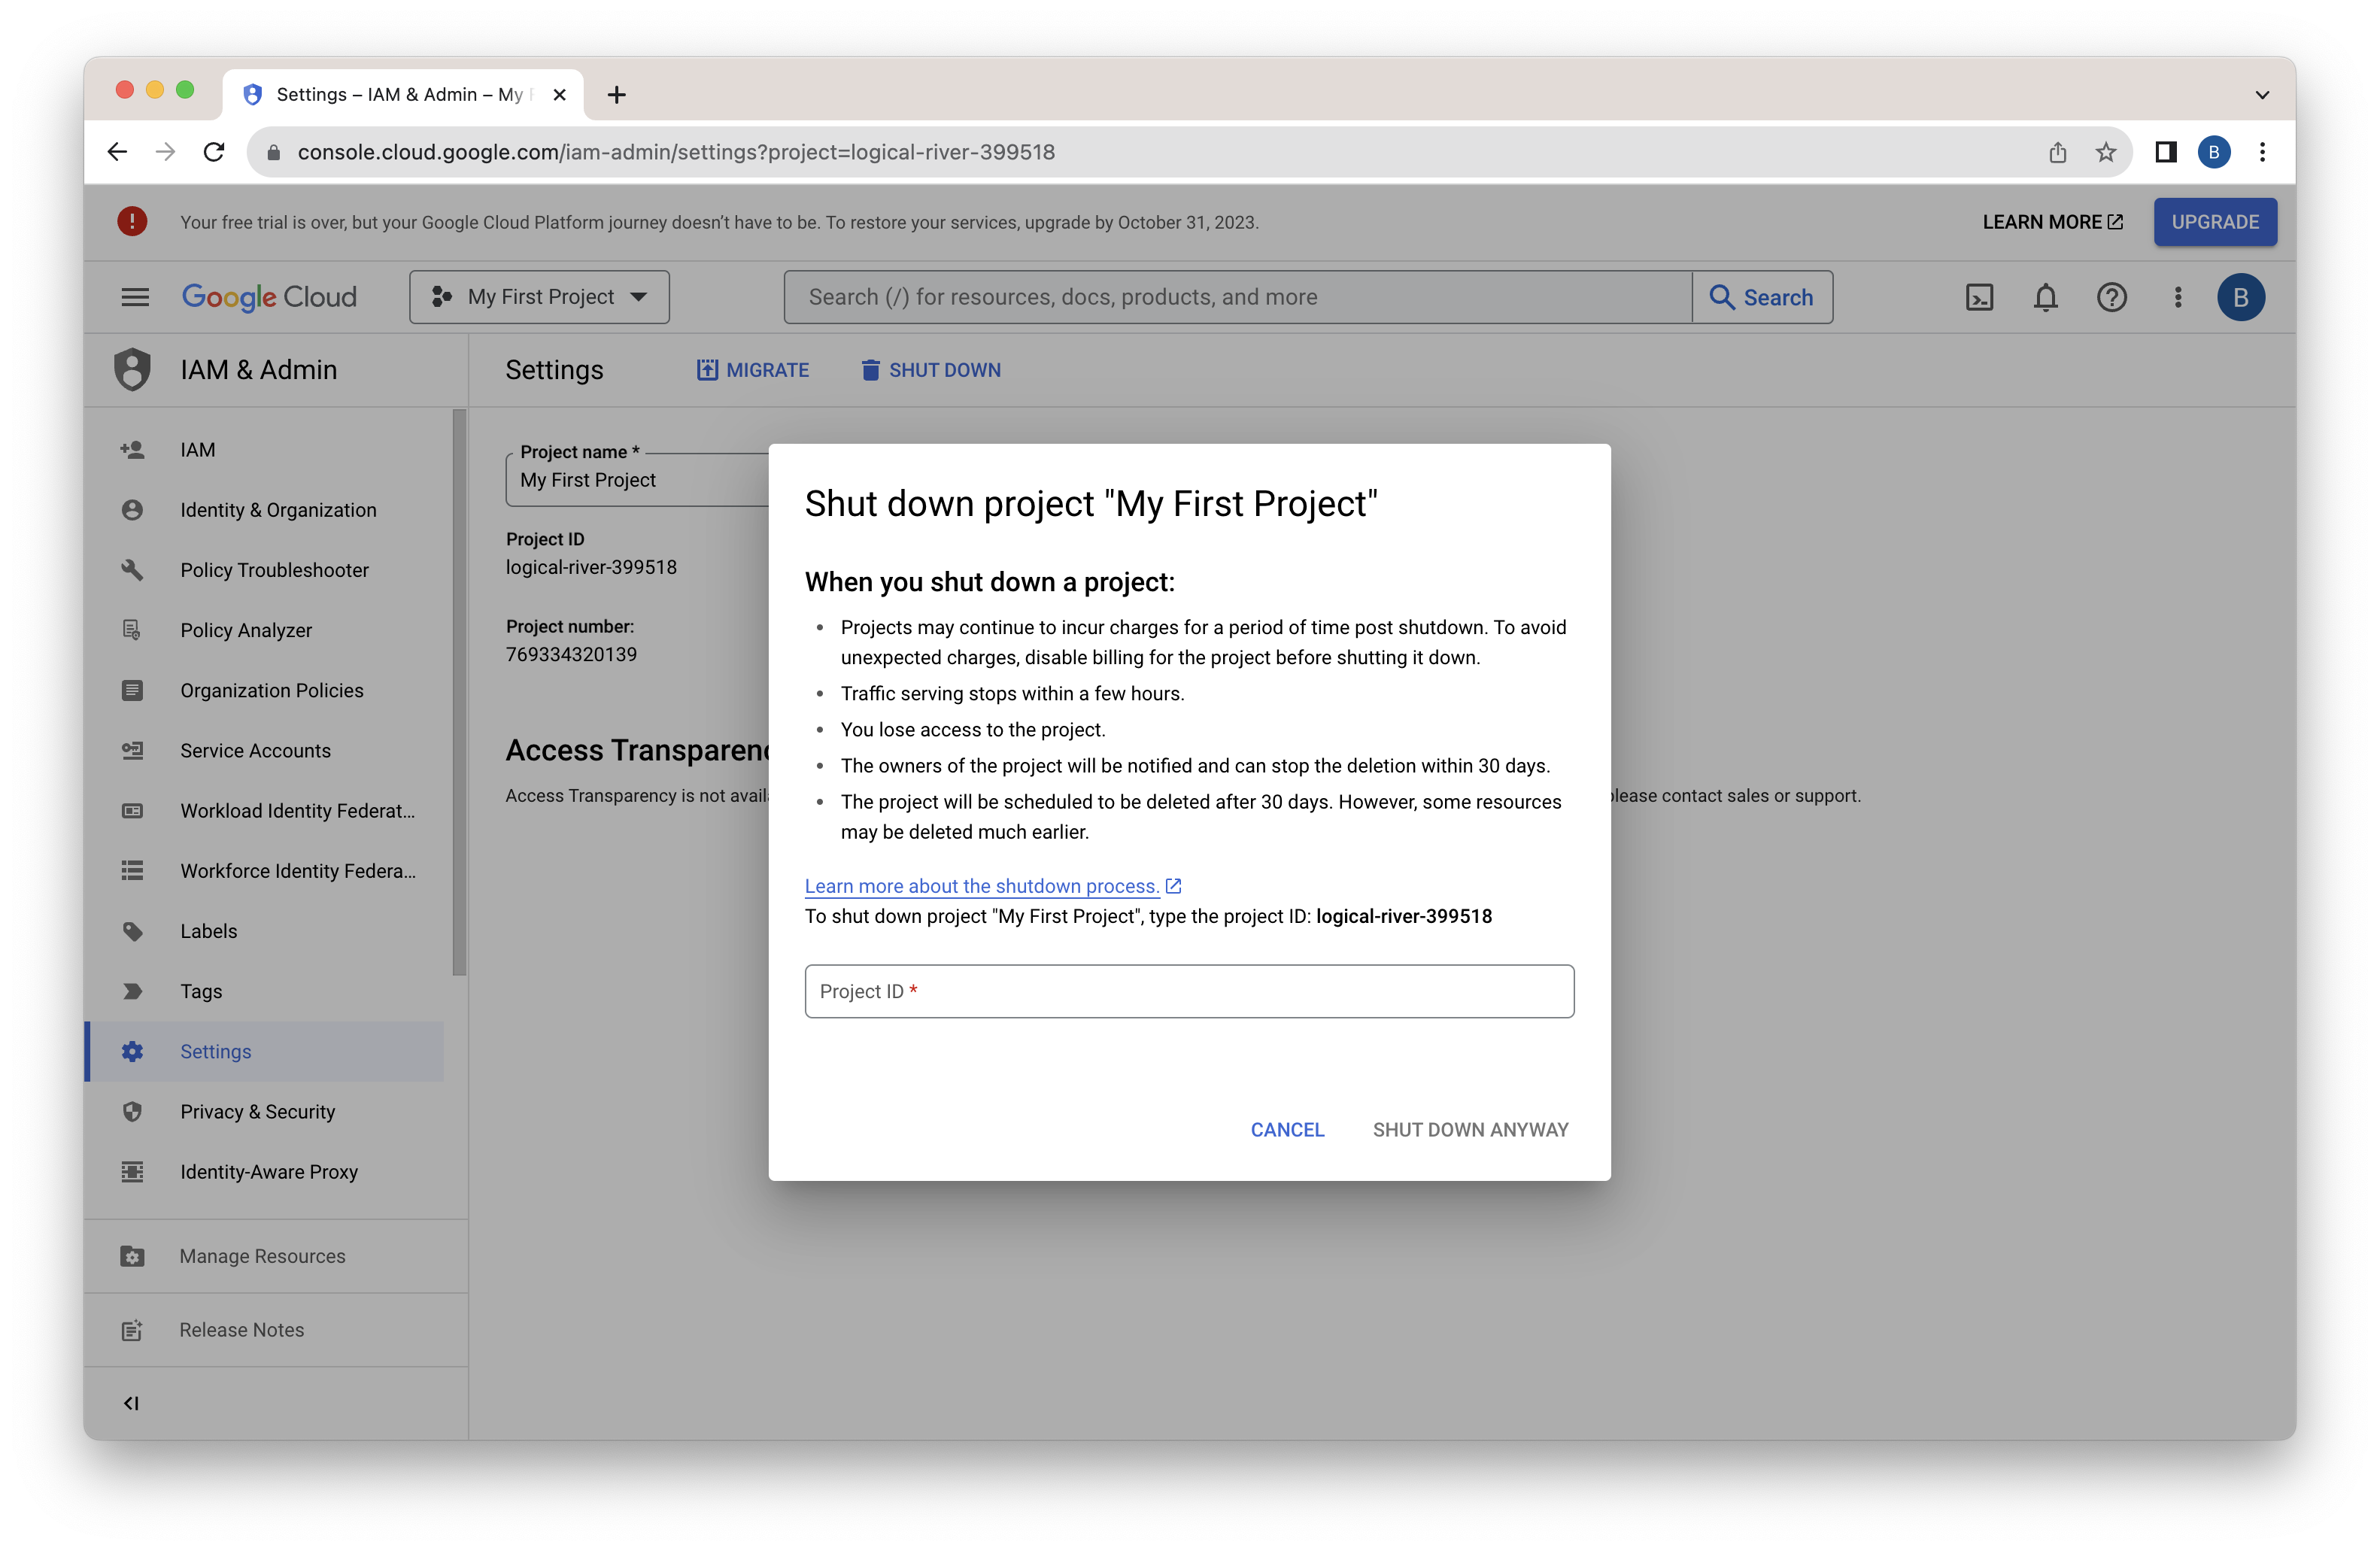 Settings – IAM & Admin – My
console.cloud.google.com/iam-admin/settings?project=logical-river-399518
B
Your free trial is over, but your Google Cloud Platform journey doesn’t have to be. To restore your services, upgrade by October 31, 2023.
LEARN MORE
UPGRADE
Google Cloud
My First Project
Search (/) for resources, docs, products, and more
Search
B
IAM & Admin
Settings
MIGRATE
SHUT DOWN
IAM
Identity & Organization
Policy Troubleshooter
Policy Analyzer
Organization Policies
Service Accounts
Workload Identity Federat...
Workforce Identity Federa...
Labels
Tags
Settings
Privacy & Security
Identity-Aware Proxy
Manage Resources
Release Notes
Project name *
My First Project
Project ID
logical-river-399518
Project number:
769334320139
Access Transparenc
Access Transparency is not avail
please contact sales or support.
Shut down project "My First Project"
When you shut down a project:
• Projects may continue to incur charges for a period of time post shutdown. To avoid
unexpected charges, disable billing for the project before shutting it down.
• Traffic serving stops within a few hours.
• You lose access to the project.
• The owners of the project will be notified and can stop the deletion within 30 days.
• The project will be scheduled to be deleted after 30 days. However, some resources
may be deleted much earlier.
Learn more about the shutdown process.
To shut down project "My First Project", type the project ID: logical-river-399518
Project ID *
CANCEL
SHUT DOWN ANYWAY